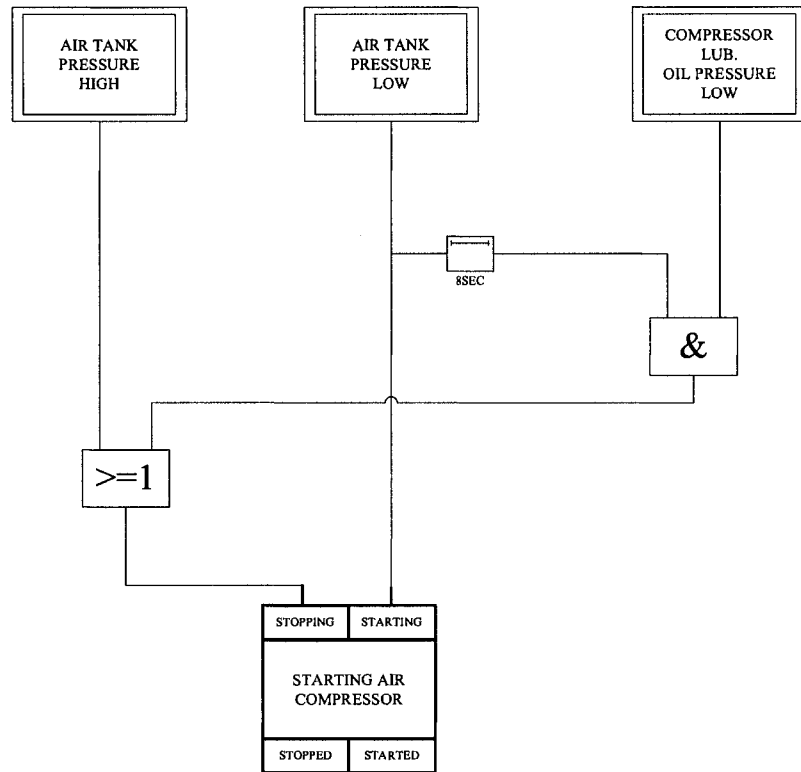 AIR TANK
PRESSURE
HIGH
AIR TANK
PRESSURE
LOW
COMPRESSOR
LUB.
OIL PRESSURE
LOW
8SEC
&
>=1
STOPPING
STARTING
STARTING AIR
COMPRESSOR
STOPPED
STARTED